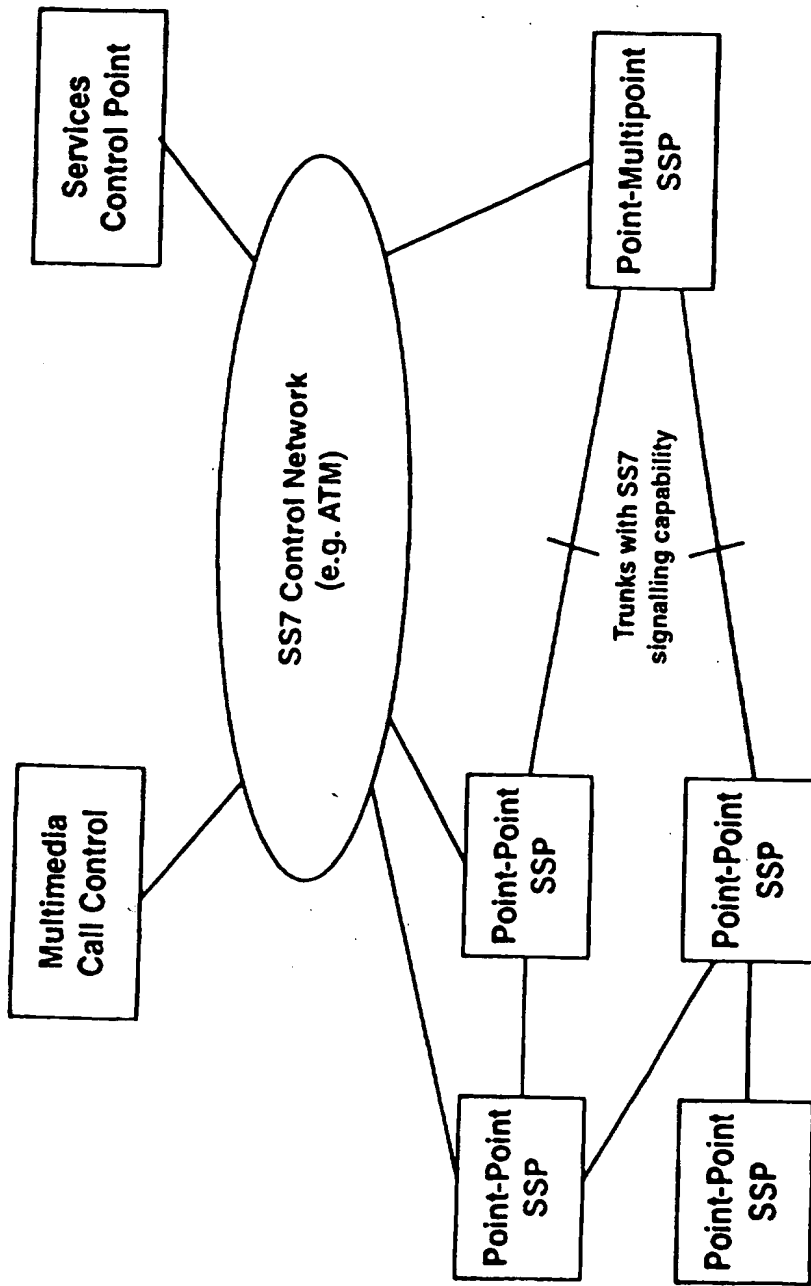 Multimedia
Call Control
Services
Control Point
SS7 Control Network
(e.g. ATM)
Point-Point
SSP
Point-Point
SSP
Trunks with SS7
signalling capability
Point-Multipoint
SSP
Point-Point
SSP
Point-Point
SSP